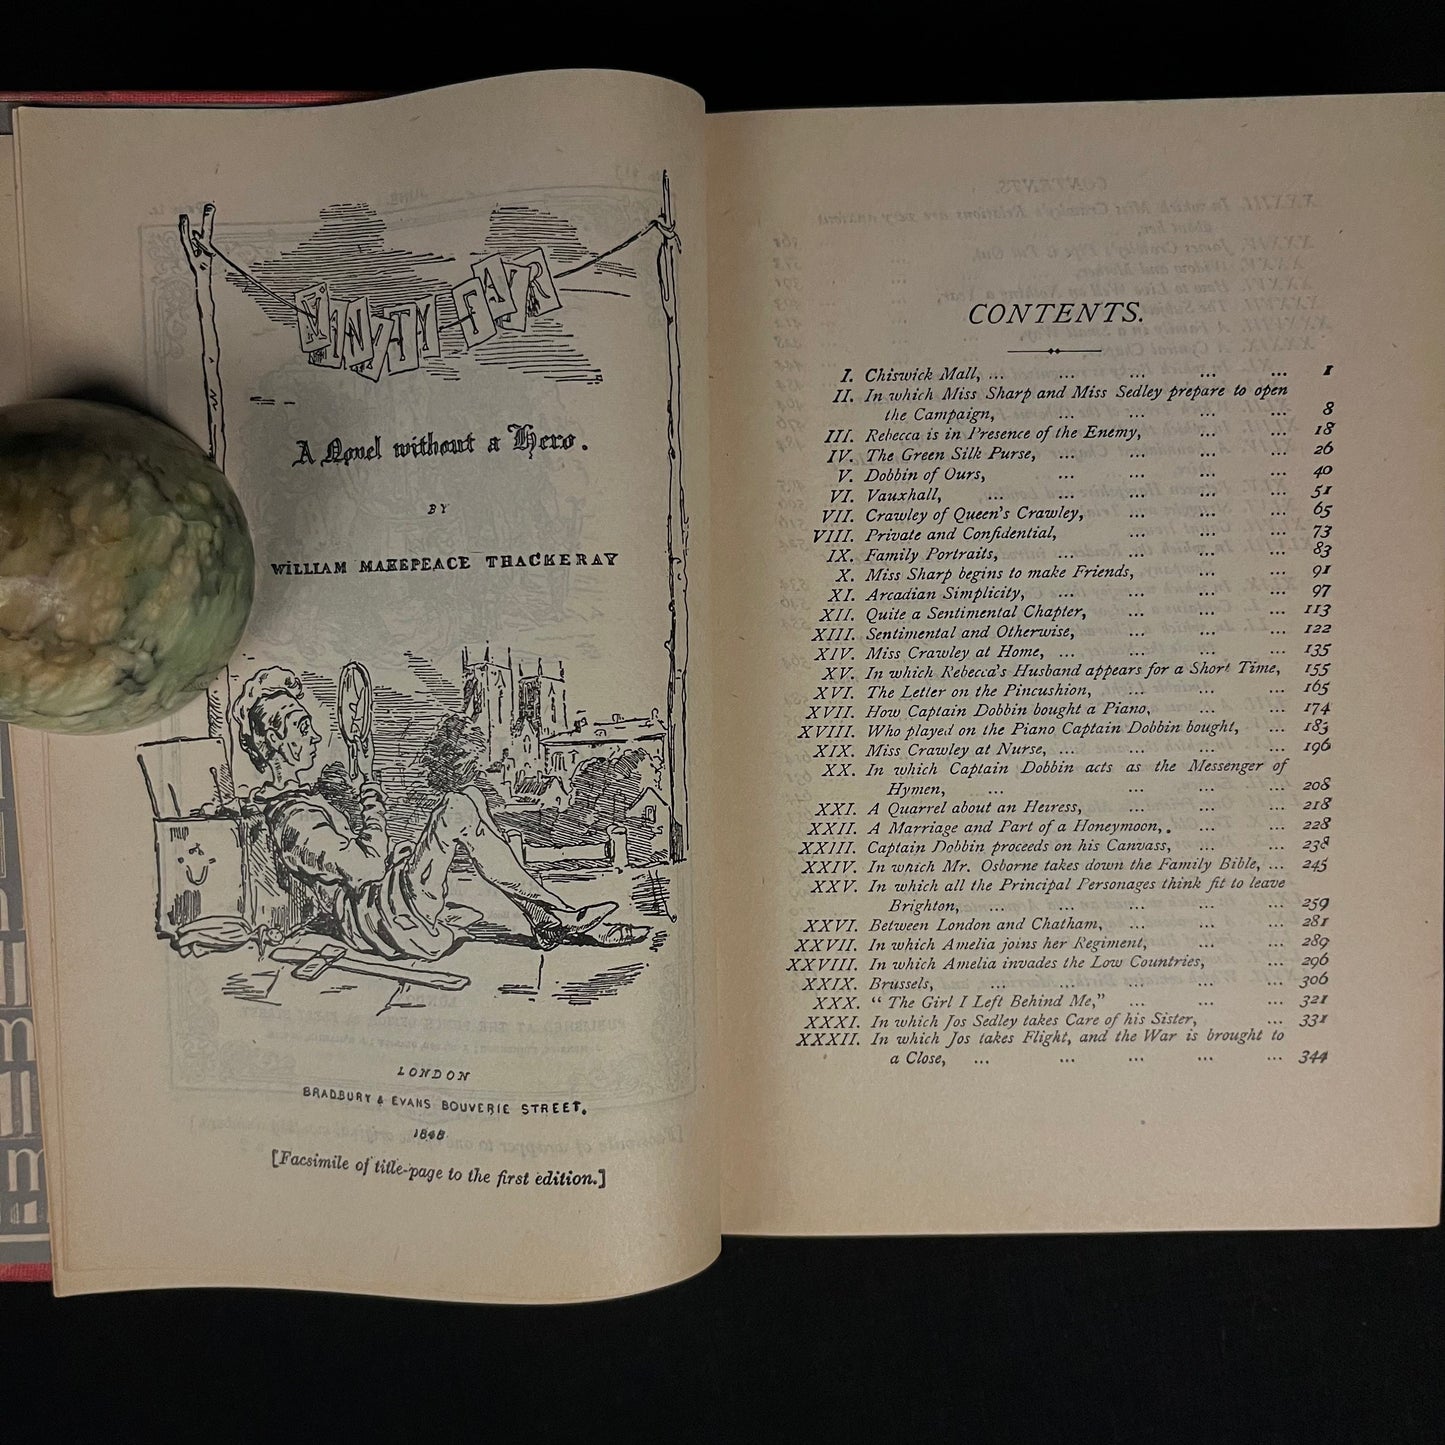 VANITY FAIR
A Novel without a Hero.
BY
WILLIAM MAKEPEACE THACKERAY
LONDON
BRADBURY & EVANS BOUVERIE STREET.
1848
[Facsimile of title-page to the first edition.]
CONTENTS.
I. Chiswick Mall, ... ... ... ... 1
II. In which Miss Sharp and Miss Sedley prepare to open
the Campaign, ... ... ... ... 8
III. Rebecca is in Presence of the Enemy, ... ... 18
IV. The Green Silk Purse, ... ... ... ... 26
V. Dobbin of Ours, ... ... ... ... 40
VI. Vauxhall, ... ... ... ... ... 51
VII. Crawley of Queen's Crawley, ... ... ... 65
VIII. Private and Confidential, ... ... ... 73
IX. Family Portraits, ... ... ... ... 83
X. Miss Sharp begins to make Friends, ... ... 91
XI. Arcadian Simplicity, ... ... ... ... 97
XII. Quite a Sentimental Chapter, ... ... ... 113
XIII. Sentimental and Otherwise, ... ... ... 122
XIV. Miss Crawley at Home, ... ... ... ... 135
XV. In which Rebecca's Husband appears for a Short Time, 155
XVI. The Letter on the Pincushion, ... ... ... 165
XVII. How Captain Dobbin bought a Piano, ... ... 174
XVIII. Who played on the Piano Captain Dobbin bought, ... 183
XIX. Miss Crawley at Nurse, ... ... ... ... 196
XX. In which Captain Dobbin acts as the Messenger of
Hymen, ... ... ... ... 208
XXI. A Quarrel about an Heiress, ... ... ... 218
XXII. A Marriage and Part of a Honeymoon,. ... ... 228
XXIII. Captain Dobbin proceeds on his Canvass, ... ... 238
XXIV. In which Mr. Osborne takes down the Family Bible, ... 245
XXV. In which all the Principal Personages think fit to leave
Brighton, ... ... ... ... ... 259
XXVI. Between London and Chatham, ... ... ... 281
XXVII. In which Amelia joins her Regiment, ... ... 289
XXVIII. In which Amelia invades the Low Countries, ... 296
XXIX. Brussels, ... ... ... ... ... 306
XXX. "The Girl I Left Behind Me," ... ... ... 321
XXXI. In which Jos Sedley takes Care of his Sister, ... 331
XXXII. In which Jos takes Flight, and the War is brought to
a Close, ... ... ... ... ... 344